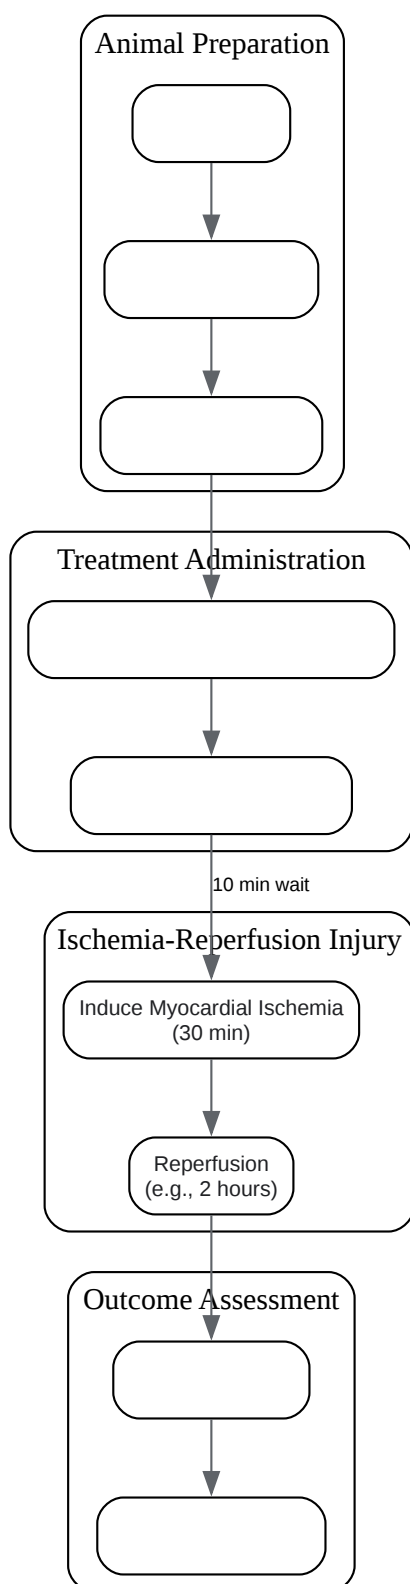 Animal Preparation
Treatment Administration
10 min wait
Ischemia-Reperfusion Injury
Induce Myocardial Ischemia
(30 min)
Reperfusion
(e.g., 2 hours)
Outcome Assessment